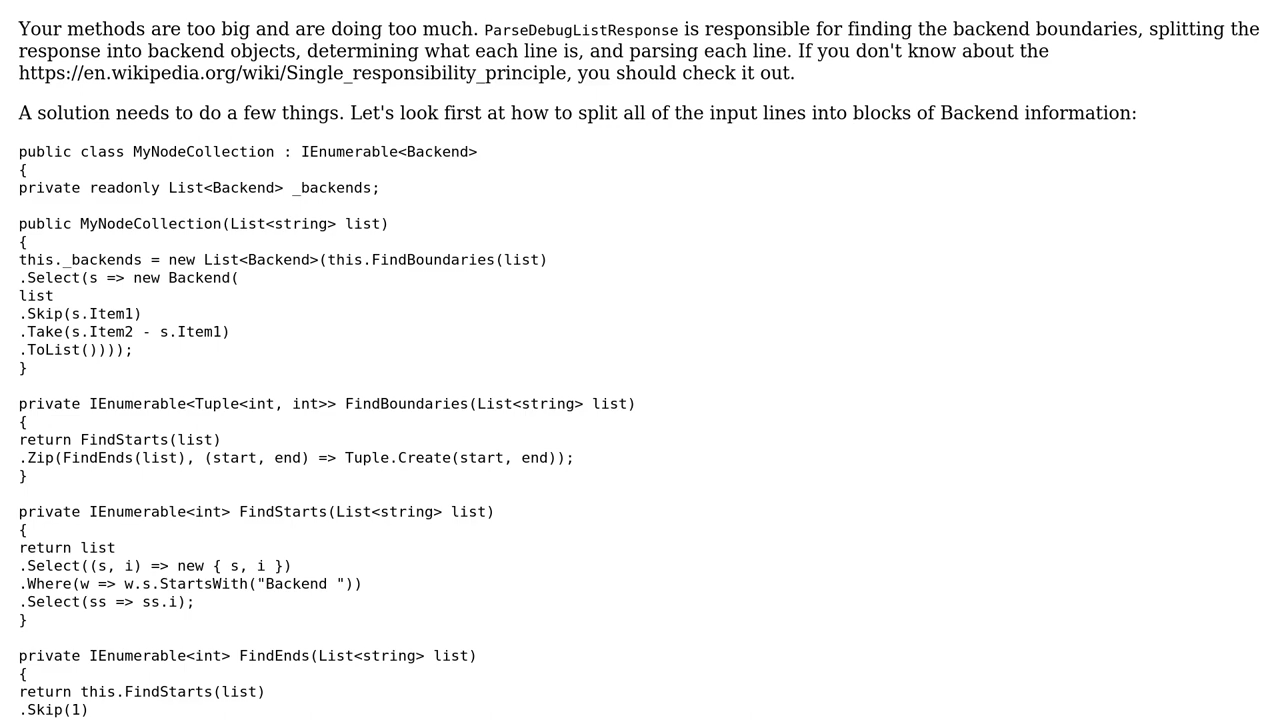 Your methods are too big and are doing too much. ParseDebugListResponse is responsible for finding the backend boundaries, splitting the
response into backend objects, determining what each line is, and parsing each line. If you don't know about the
https://en.wikipedia.org/wiki/Single_responsibility_principle, you should check it out.
A solution needs to do a few things. Let's look first at how to split all of the input lines into blocks of Backend information:
public class MyNodeCollection : IEnumerable<Backend>
{
private readonly List<Backend> _backends;
public MyNodeCollection(List<string> list)
{
this._backends = new List<Backend>(this.FindBoundaries(list)
.Select(s => new Backend(
list
.Skip(s.Item1)
.Take(s.Item2 - s.Item1)
.ToList())));
}
private IEnumerable<Tuple<int, int>> FindBoundaries(List<string> list)
{
return FindStarts(list)
.Zip(FindEnds(list), (start, end) => Tuple.Create(start, end));
}
private IEnumerable<int> FindStarts(List<string> list)
{
return list
.Select((s, i) => new { s, i })
.Where(w => w.s.StartsWith("Backend "))
.Select(ss => ss.i);
}
private IEnumerable<int> FindEnds(List<string> list)
{
return this.FindStarts(list)
.Skip(1)